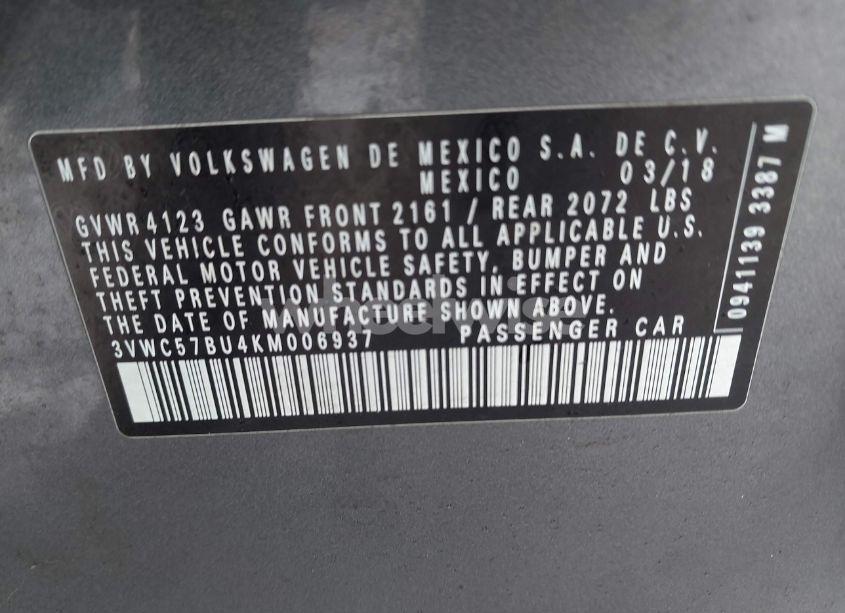 MFD BY VOLKSWAGEN DE MEXICO S.A. DE C.V.
MEXICO 03/18
GVWR 4123 GAWR FRONT 2161 / REAR 2072 LBS
THIS VEHICLE CONFORMS TO ALL APPLICABLE U.S.
FEDERAL MOTOR VEHICLE SAFETY, BUMPER AND
THEFT PREVENTION STANDARDS IN EFFECT ON
THE DATE OF MANUFACTURE SHOWN ABOVE.
3VWC57BU4KM006937 PASSENGER CAR
0941139 3387 M